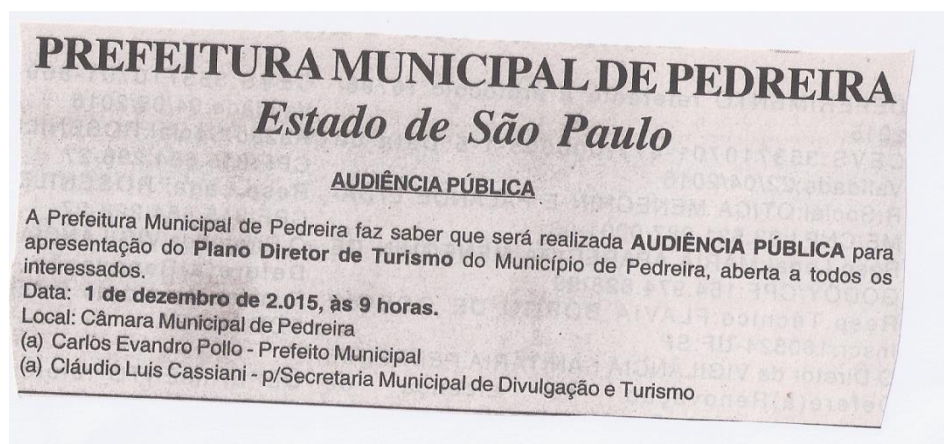 PREFEITURA MUNICIPAL DE PEDREIRA
Estado de São Paulo
AUDIÊNCIA PÚBLICA
A Prefeitura Municipal de Pedreira faz saber que será realizada AUDIÊNCIA PÚBLICA para
apresentação do Plano Diretor de Turismo do Município de Pedreira, aberta a todos os
interessados.
Data: 1 de dezembro de 2.015, às 9 horas.
Local: Câmara Municipal de Pedreira
(a) Carlos Evandro Pollo - Prefeito Municipal
(a) Cláudio Luis Cassiani - p/Secretaria Municipal de Divulgação e Turismo